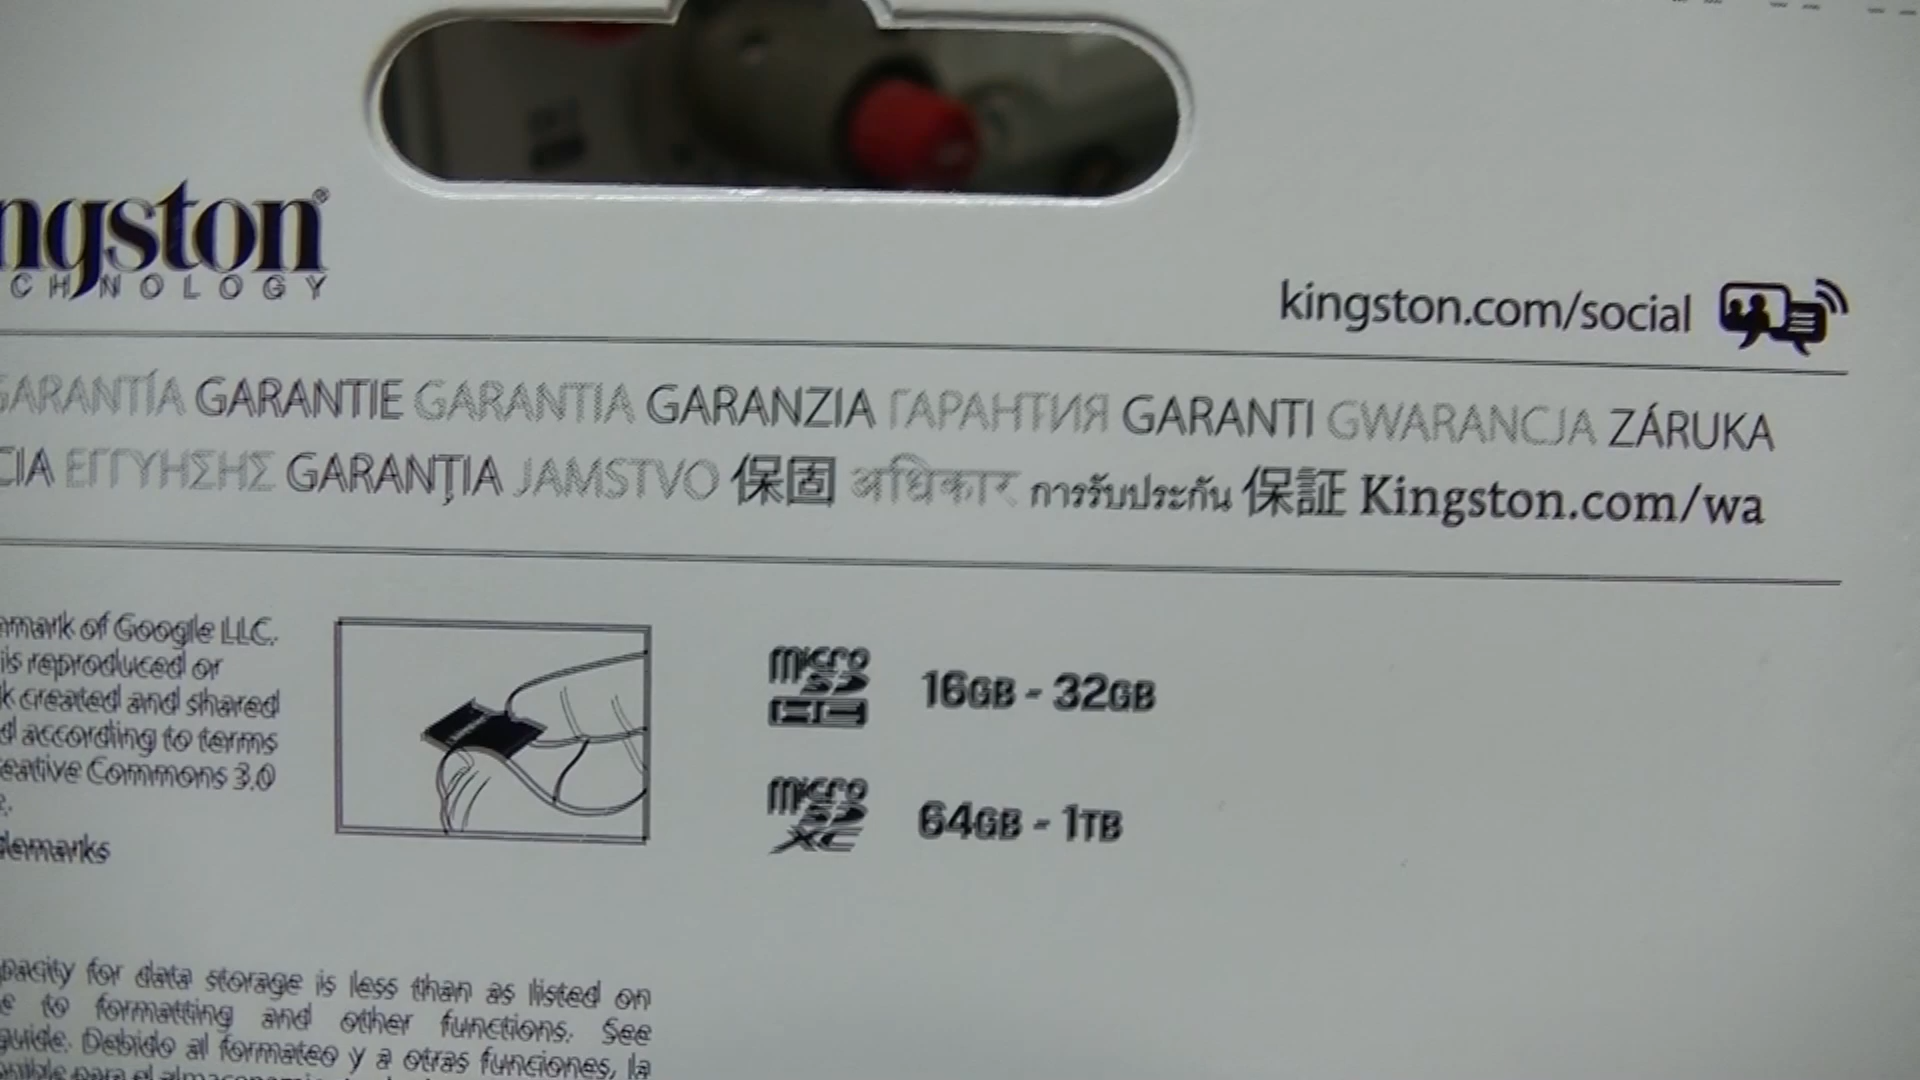 ngston®
CHNOLOGY
kingston.com/social
GARANTÍA GARANTIE GARANTIA GARANZIA ГАРАНТИЯ GARANTI GWARANCJA ZÁRUKA
CIA ΕΓΓΥΗΣΗΣ GARANȚIA JAMSTVO 保固 अधिकार การรับประกัน 保証 Kingston.com/wa
emark of Google LLC.
is reproduced or
k created and shared
d according to terms
eative Commons 3.0
demarks
micro SD HC 16GB - 32GB
micro SD XC 64GB - 1TB
pacity for data storage is less than as listed on
e to formatting and other functions. See
guide. Debido al formateo y a otras funciones, la